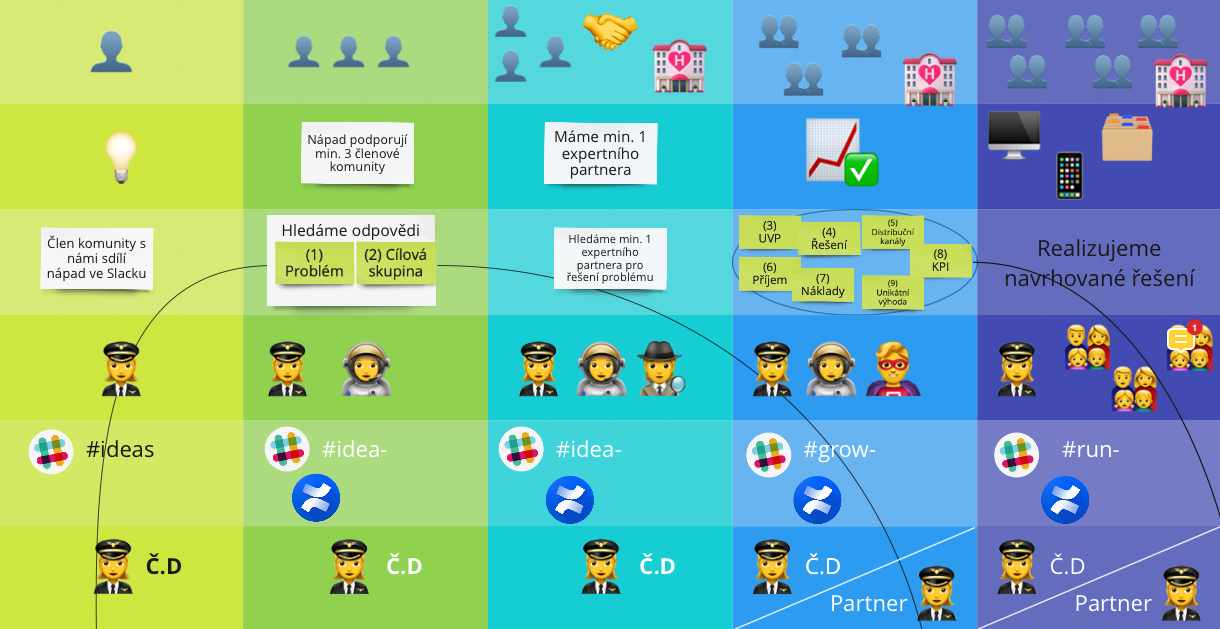 Nápad podporují
min. 3 členové
komunity
Máme min. 1
expertního
partnera
Člen komunity s
námi sdílí
nápad ve Slacku
Hledáme odpovědi
(1)
Problém
(2) Cílová
skupina
Hledáme min. 1
expertního
partnera pro
řešení problému
(3)
UVP
(4)
Řešení
(5)
Distribuční
kanály
(6)
Příjem
(7)
Náklady
(8)
KPI
(9)
Unikátní
výhoda
Realizujeme
navrhované řešení
1
#ideas
#idea-
#idea-
#grow-
#run-
Č.D
Č.D
Č.D
Č.D
Partner
Č.D
Partner